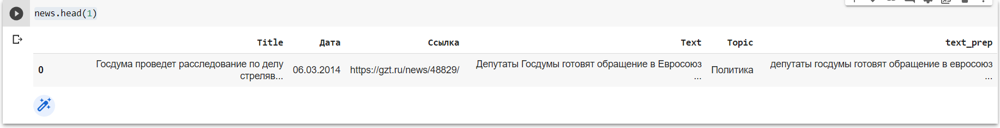 news.head(1)
Title Дата Ссылка Text Topic text_prep
0 Госдума проведет расследование по делу стреляв... 06.03.2014 https://gzt.ru/news/48829/ Депутаты Госдумы готовят обращение в Евросоюз ... Политика депутаты госдумы готовят обращение в евросоюз ...